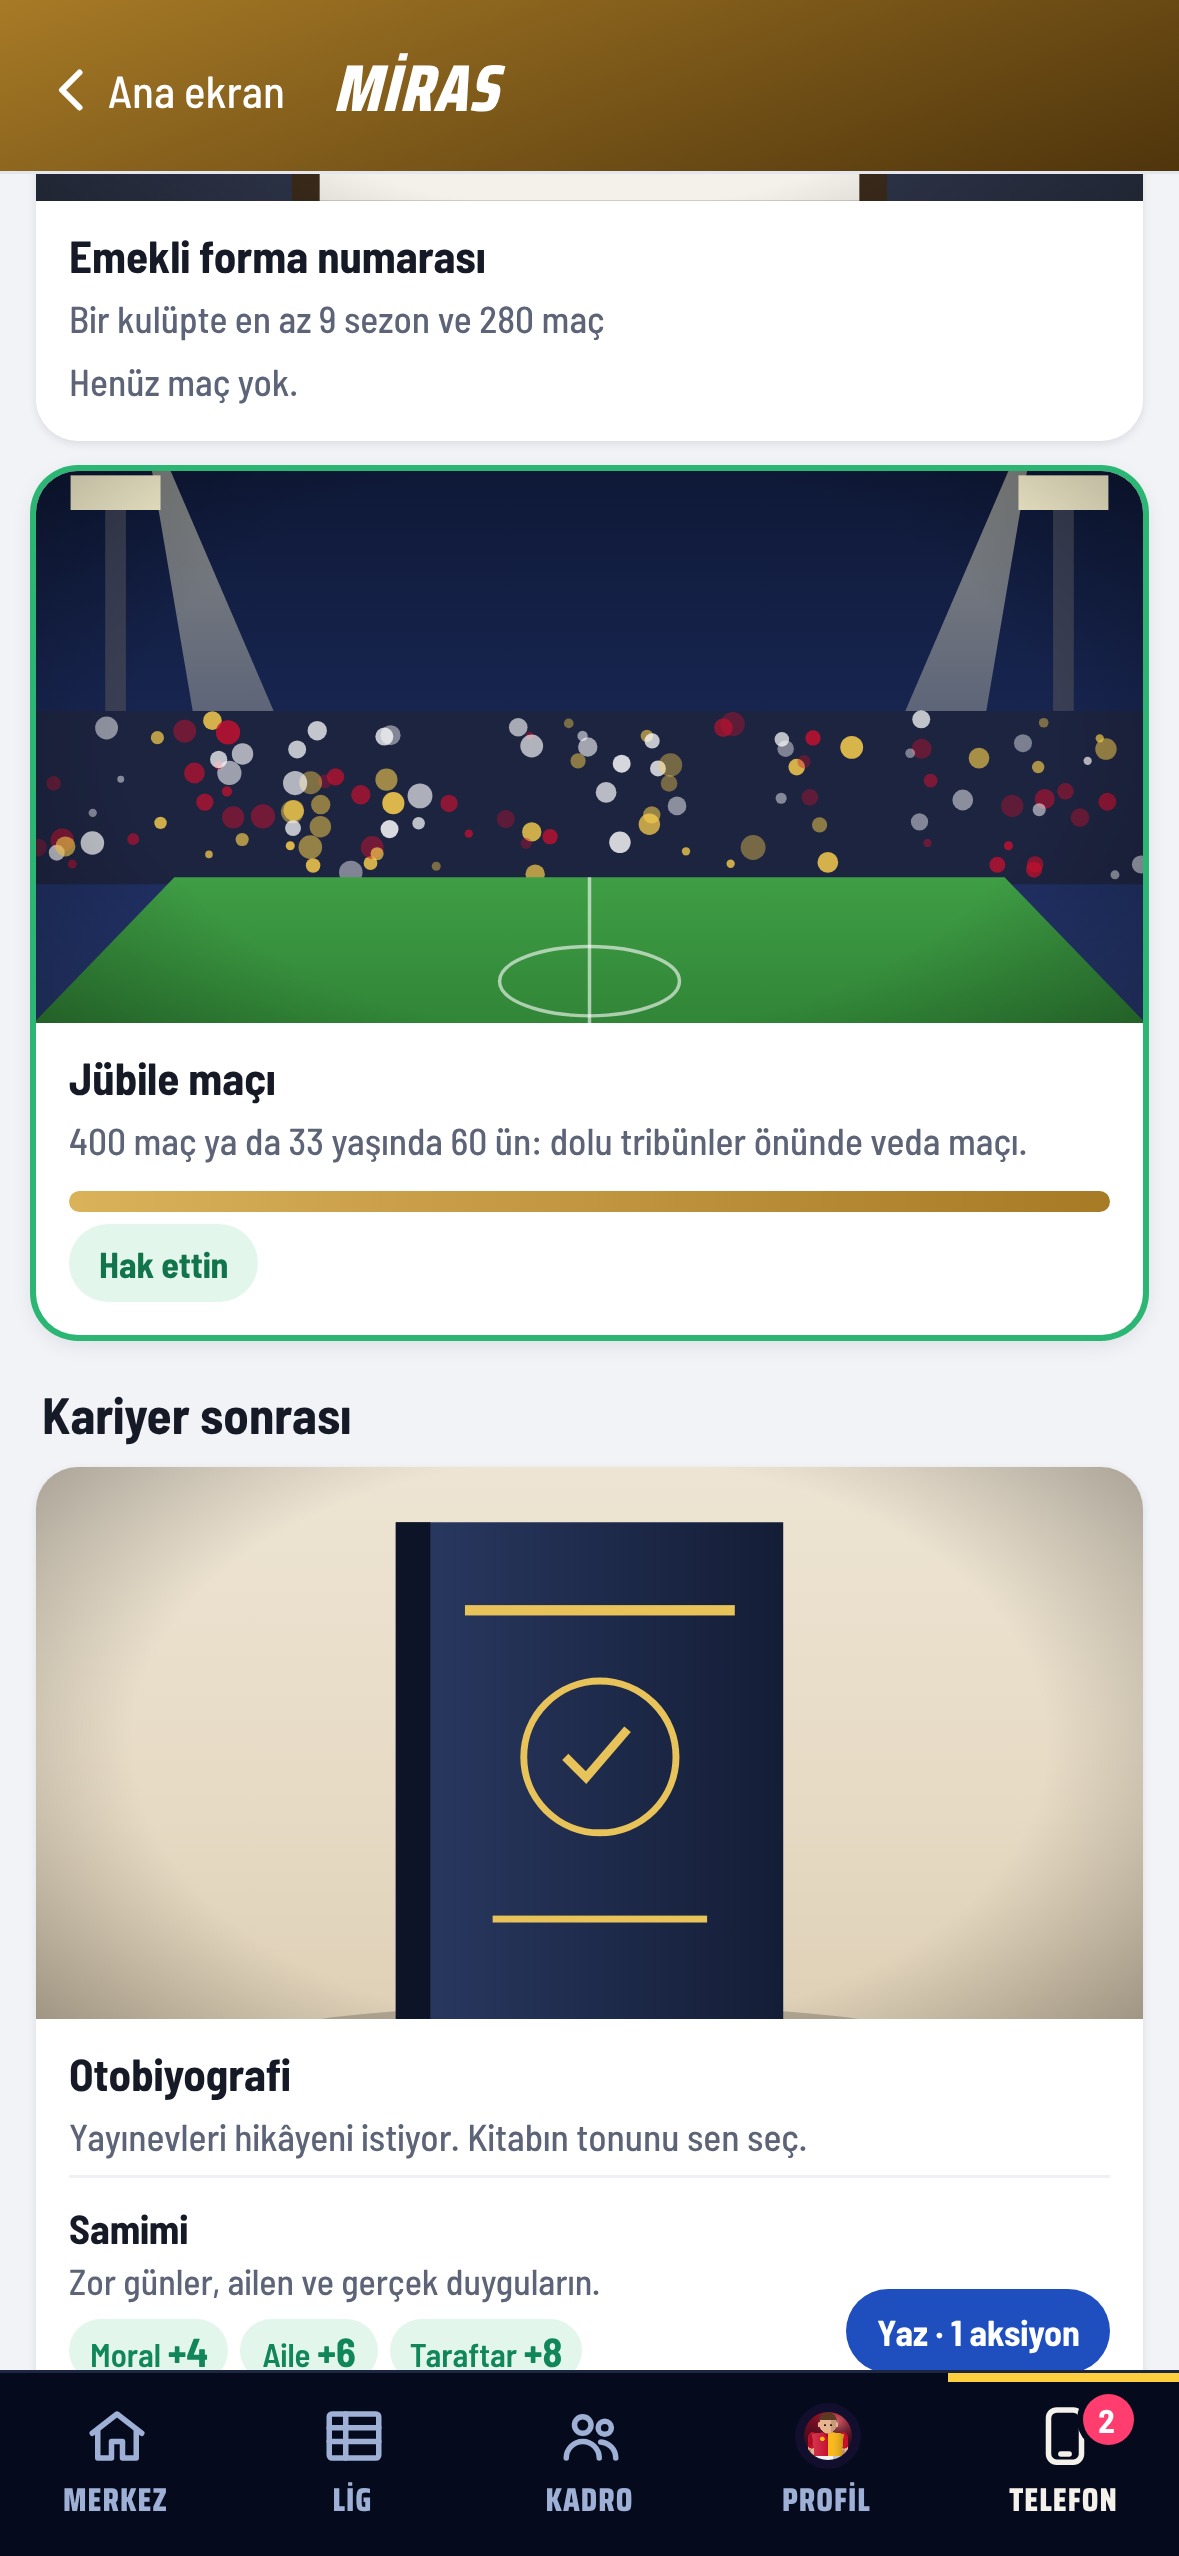 Ana ekran
MİRAS
Emekli forma numarası
Bir kulüpte en az 9 sezon ve 280 maç
Henüz maç yok.
Jübile maçı
400 maç ya da 33 yaşında 60 ün: dolu tribünler önünde veda maçı.
Hak ettin
Kariyer sonrası
Otobiyografi
Yayınevleri hikâyeni istiyor. Kitabın tonunu sen seç.
Samimi
Zor günler, ailen ve gerçek duyguların.
Moral +4 Aile +6 Taraftar +8
Yaz · 1 aksiyon
2
MERKEZ LİG KADRO PROFİL TELEFON